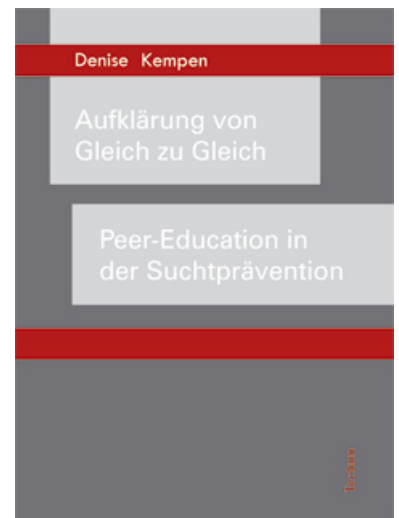 Denise Kempen
Aufklärung von
Gleich zu Gleich
Peer-Education in
der Suchtprävention